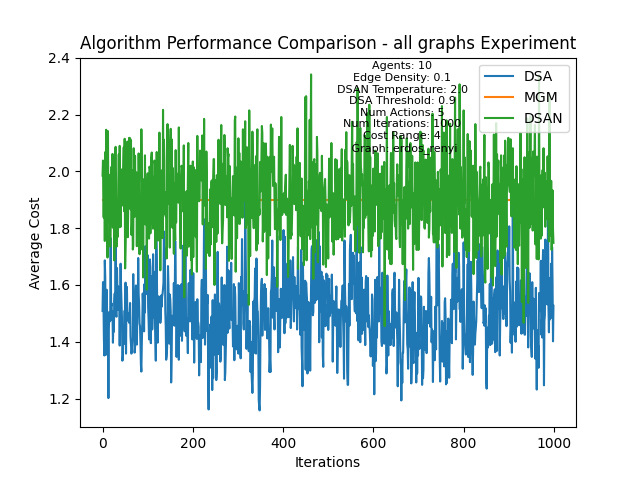 Algorithm Performance Comparison - all graphs Experiment
Agents: 10
Edge Density: 0.1
DSAN Temperature: 2.0
DSA Threshold: 0.9
Num Actions: 5
Num Iterations: 1000
Cost Range: 4
Graph: erdos_renyi
DSA
MGM
DSAN
2.4
2.2
2.0
1.8
1.6
1.4
1.2
Average Cost
0
200
400
600
800
1000
Iterations